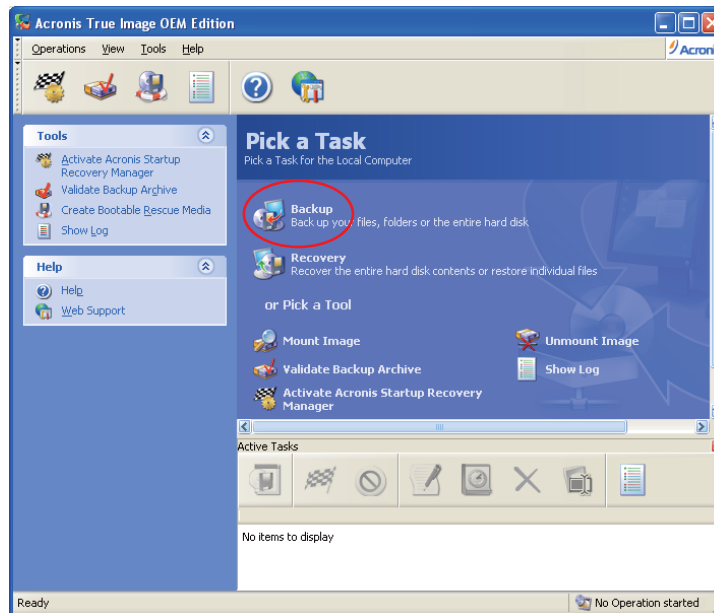 Acronis True Image OEM Edition
Operations View Tools Help
Acroni
Tools
Activate Acronis Startup
Recovery Manager
Validate Backup Archive
Create Bootable Rescue Media
Show Log
Help
Help
Web Support
Pick a Task
Pick a Task for the Local Computer
Backup
Back up your files, folders or the entire hard disk
Recovery
Recover the entire hard disk contents or restore individual files
or Pick a Tool
Mount Image
Unmount Image
Validate Backup Archive
Show Log
Activate Acronis Startup Recovery
Manager
Active Tasks
No items to display
Ready
No Operation started